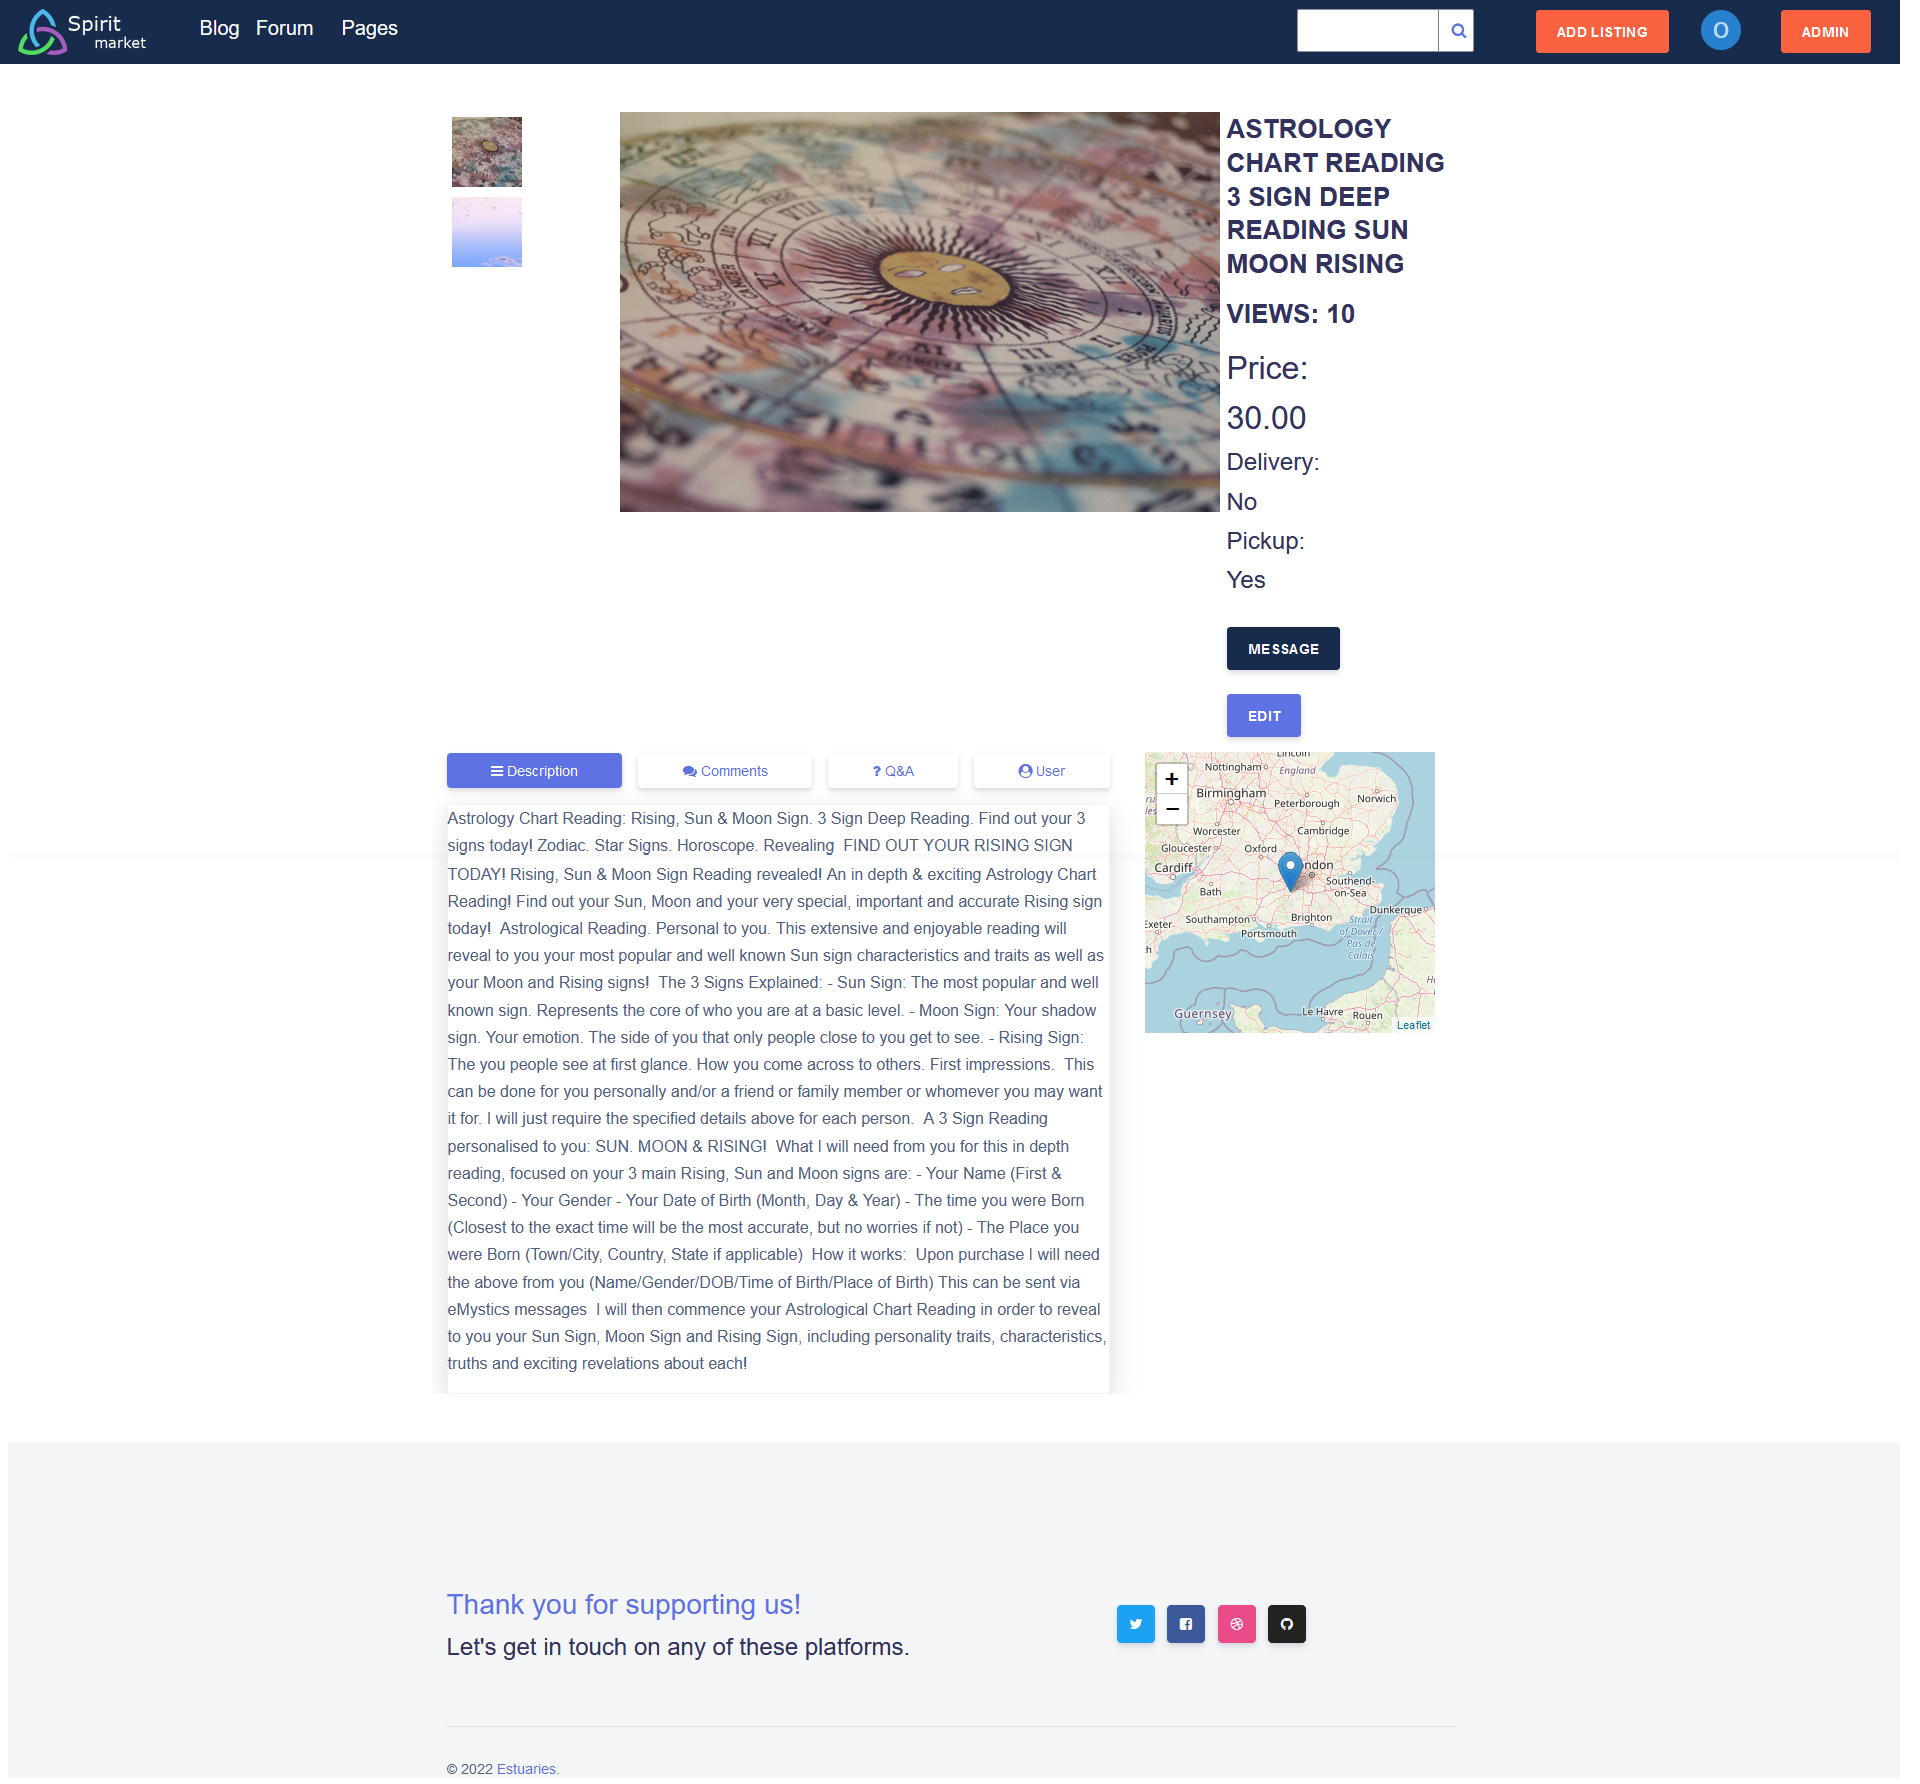 Spirit
market
Blog Forum Pages
ADD LISTING
O
ADMIN
ASTROLOGY
CHART READING
3 SIGN DEEP
READING SUN
MOON RISING
VIEWS: 10
Price:
30.00
Delivery:
No
Pickup:
Yes
MESSAGE
EDIT
Description
Comments
? Q&A
User
Astrology Chart Reading: Rising, Sun & Moon Sign. 3 Sign Deep Reading. Find out your 3
signs today! Zodiac. Star Signs. Horoscope. Revealing  FIND OUT YOUR RISING SIGN
TODAY! Rising, Sun & Moon Sign Reading revealed! An in depth & exciting Astrology Chart
Reading! Find out your Sun, Moon and your very special, important and accurate Rising sign
today!  Astrological Reading. Personal to you. This extensive and enjoyable reading will
reveal to you your most popular and well known Sun sign characteristics and traits as well as
your Moon and Rising signs!  The 3 Signs Explained: - Sun Sign: The most popular and well
known sign. Represents the core of who you are at a basic level. - Moon Sign: Your shadow
sign. Your emotion. The side of you that only people close to you get to see. - Rising Sign:
The you people see at first glance. How you come across to others. First impressions.  This
can be done for you personally and/or a friend or family member or whomever you may want
it for. I will just require the specified details above for each person.  A 3 Sign Reading
personalised to you: SUN. MOON & RISING!  What I will need from you for this in depth
reading, focused on your 3 main Rising, Sun and Moon signs are: - Your Name (First &
Second) - Your Gender - Your Date of Birth (Month, Day & Year) - The time you were Born
(Closest to the exact time will be the most accurate, but no worries if not) - The Place you
were Born (Town/City, Country, State if applicable)  How it works:  Upon purchase I will need
the above from you (Name/Gender/DOB/Time of Birth/Place of Birth) This can be sent via
eMystics messages  I will then commence your Astrological Chart Reading in order to reveal
to you your Sun Sign, Moon Sign and Rising Sign, including personality traits, characteristics,
truths and exciting revelations about each!
+
−
Lincoln
Nottingham
England
Birmingham
Peterborough
Norwich
Worcester
Cambridge
Gloucester
Oxford
Cardiff
ndon
Southend-
on-Sea
Bath
Dunkerque
Southampton
Brighton
Exeter
Portsmouth
Strait
of Dover /
Pas de
Calais
Guernsey
Le Havre
Rouen
Leaflet
Thank you for supporting us!
Let's get in touch on any of these platforms.
© 2022 Estuaries.